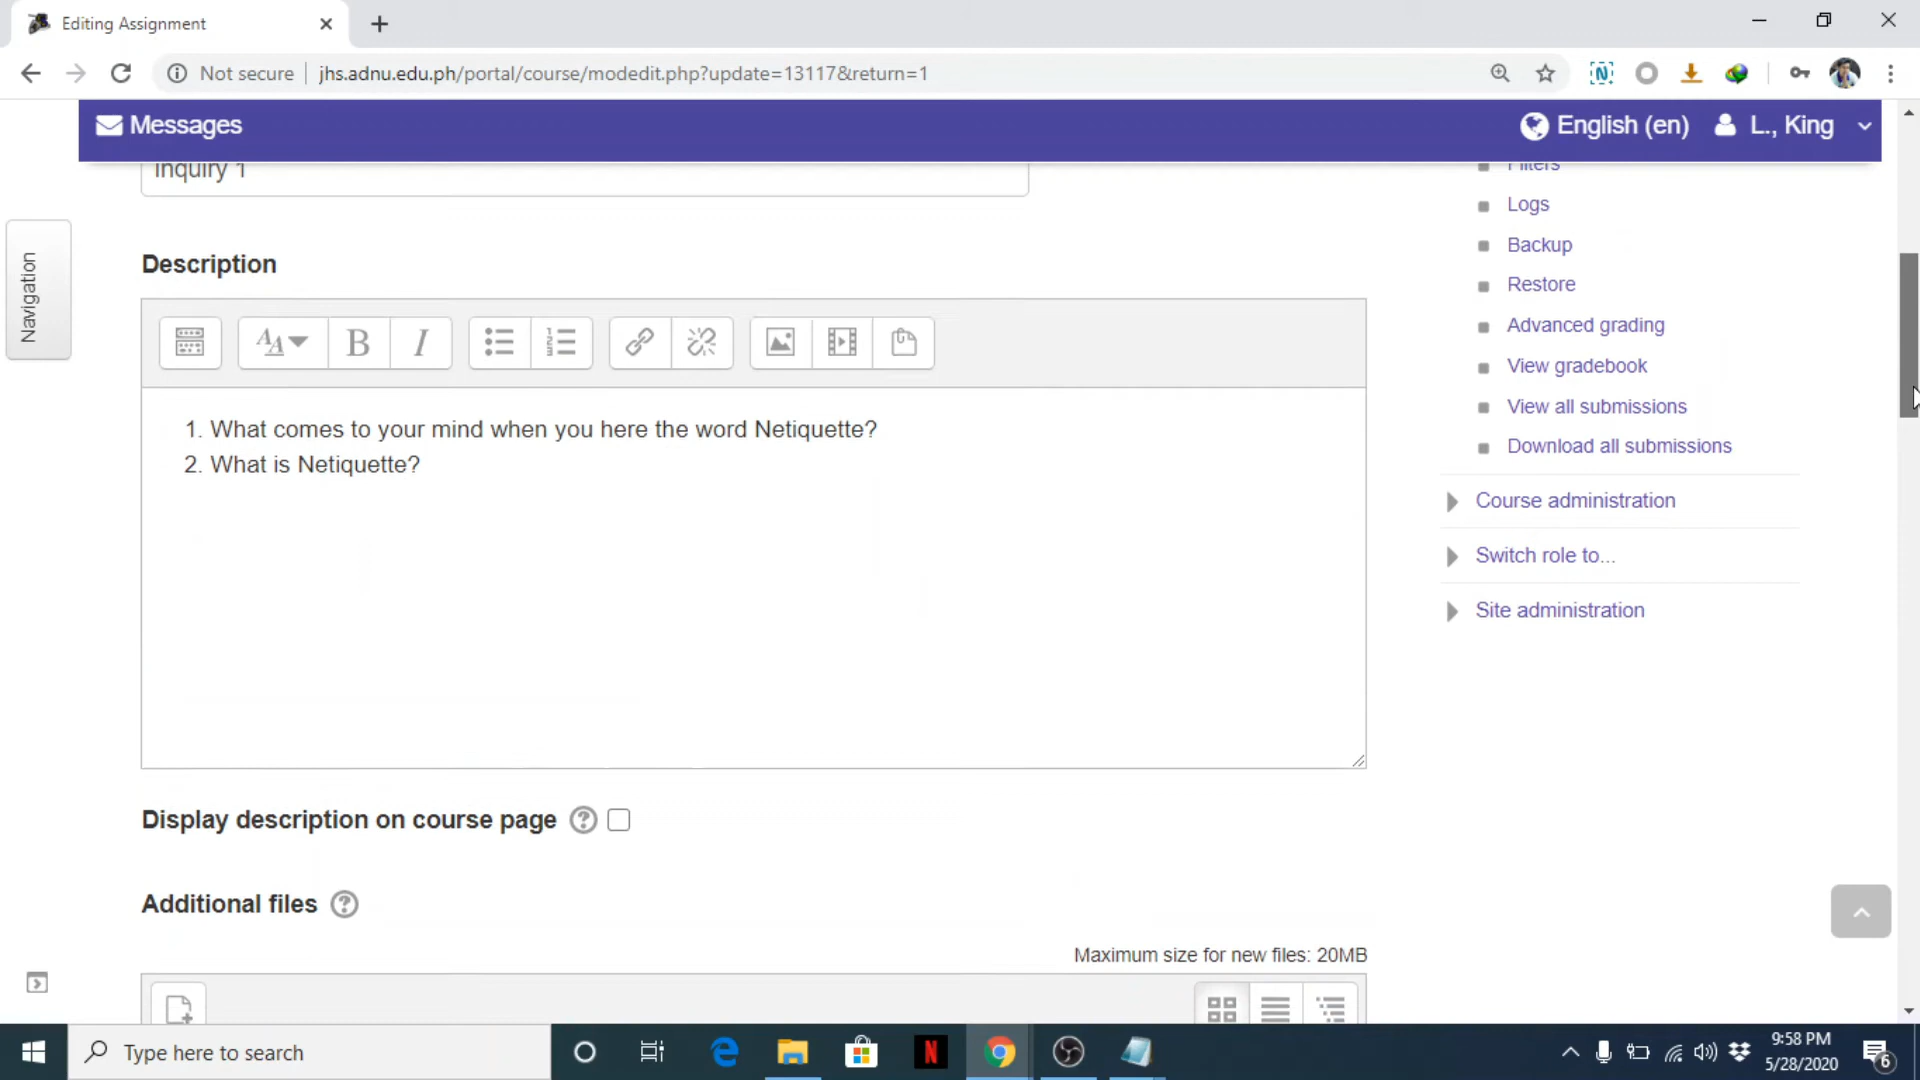 Editing Assignment
Not secure
jhs.adnu.edu.ph/portal/course/modedit.php?update=13117&return=1
Messages
English (en)
L., King
Inquiry 1
Filters
Logs
Backup
Restore
Advanced grading
View gradebook
View all submissions
Download all submissions
Course administration
Switch role to...
Site administration
Navigation
Description
1. What comes to your mind when you here the word Netiquette?
2. What is Netiquette?
Display description on course page
Additional files
Maximum size for new files: 20MB
Type here to search
9:58 PM
5/28/2020
6